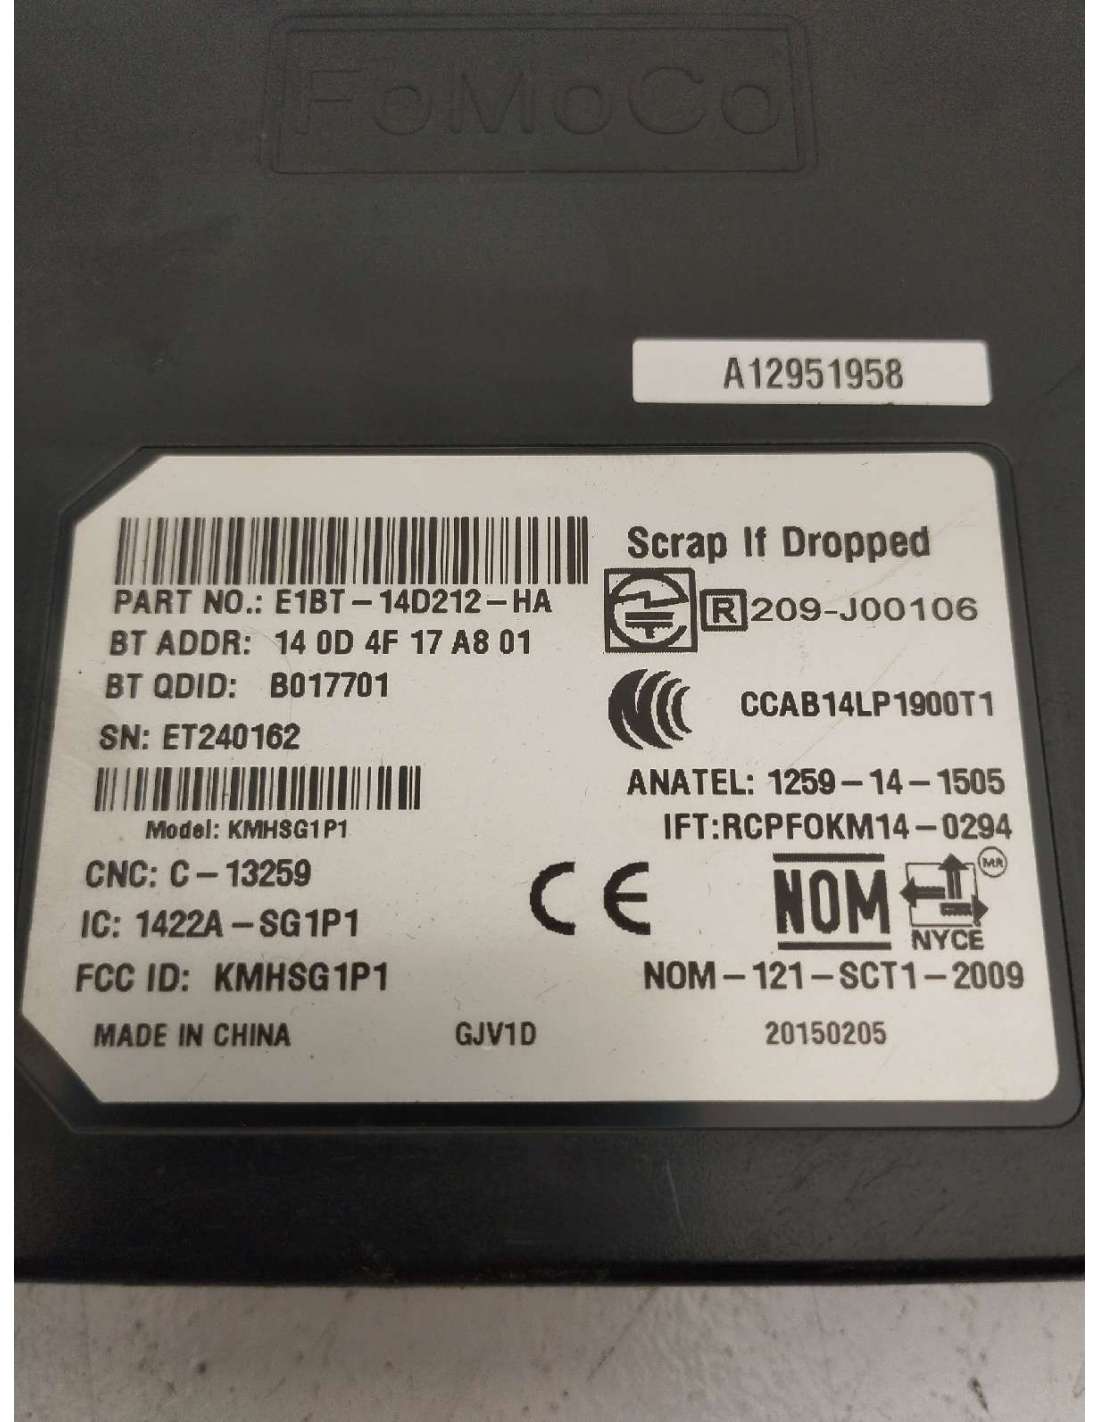 FoMoCo
A12951958
Scrap If Dropped
PART NO.: E1BT-14D212-HA
R 209-J00106
BT ADDR: 14 0D 4F 17 A8 01
BT QDID: B017701
CCAB14LP1900T1
SN: ET240162
ANATEL: 1259-14-1505
Model: KMHSG1P1
IFT:RCPFOKM14-0294
CNC: C-13259
CE
NOM
NYCE
MR
IC: 1422A-SG1P1
FCC ID: KMHSG1P1
NOM-121-SCT1-2009
MADE IN CHINA GJV1D 20150205